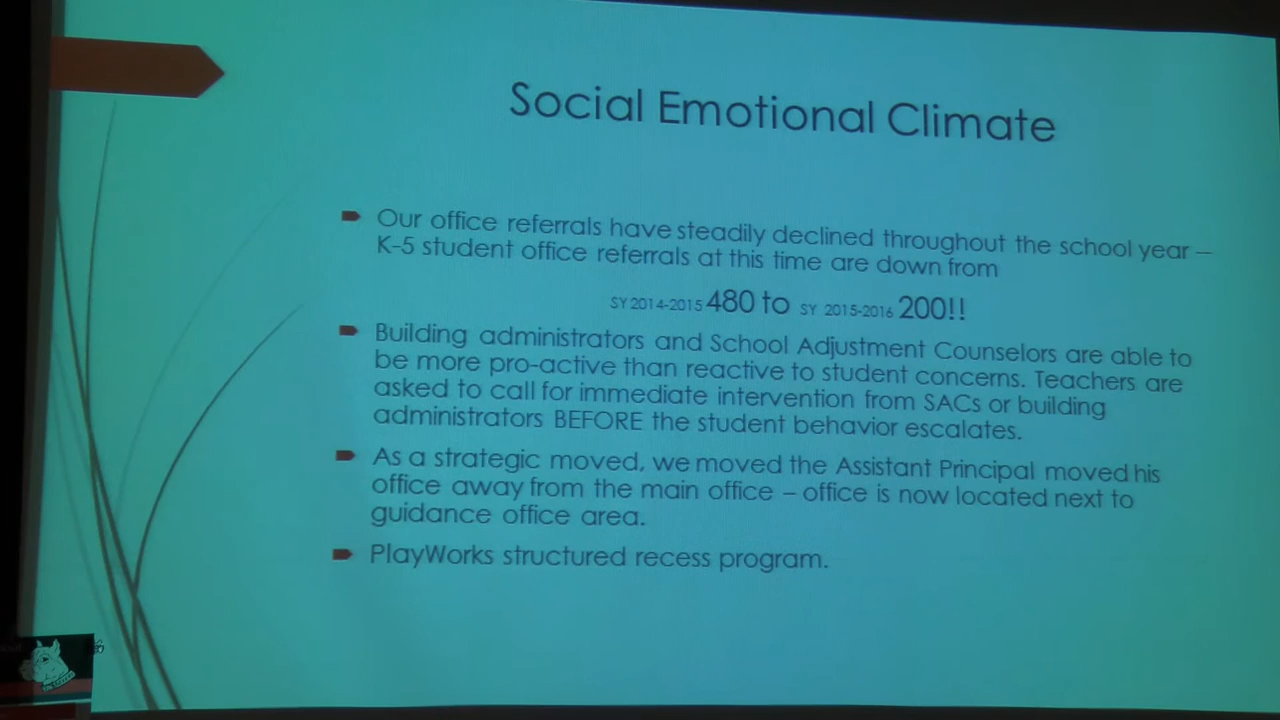 Social Emotional Climate
Our office referrals have steadily declined throughout the school year –
K-5 student office referrals at this time are down from
SY 2014-2015 480 to SY 2015-2016 200!!
Building administrators and School Adjustment Counselors are able to
be more pro-active than reactive to student concerns. Teachers are
asked to call for immediate intervention from SACs or building
administrators BEFORE the student behavior escalates.
As a strategic moved, we moved the Assistant Principal moved his
office away from the main office – office is now located next to
guidance office area.
PlayWorks structured recess program.